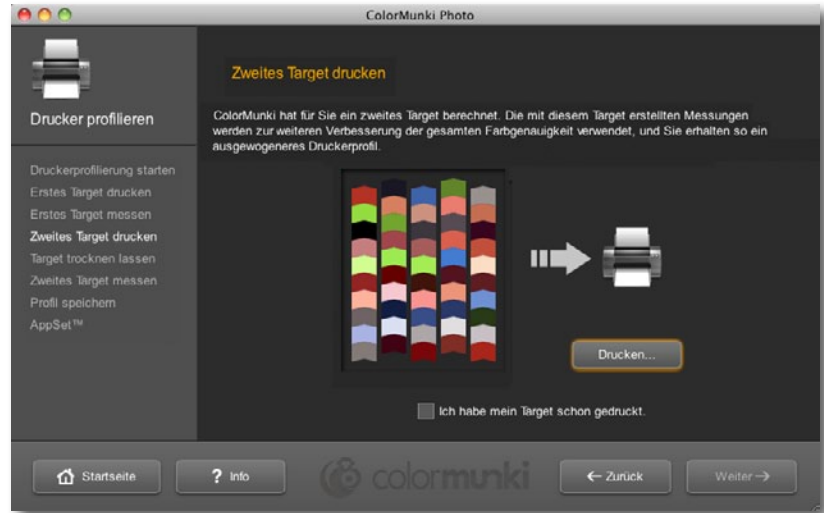 ColorMunki Photo
Drucker profilieren
Druckerprofilierung starten
Erstes Target drucken
Erstes Target messen
Zweites Target drucken
Target trocknen lassen
Zweites Target messen
Profil speichern
AppSet™
Zweites Target drucken
ColorMunki hat für Sie ein zweites Target berechnet. Die mit diesem Target erstellten Messungen
werden zur weiteren Verbesserung der gesamten Farbgenauigkeit verwendet, und Sie erhalten so ein
ausgewogeneres Druckerprofil.
Drucken...
Ich habe mein Target schon gedruckt.
Startseite
? Info
colormunki
← Zurück
Weiter →